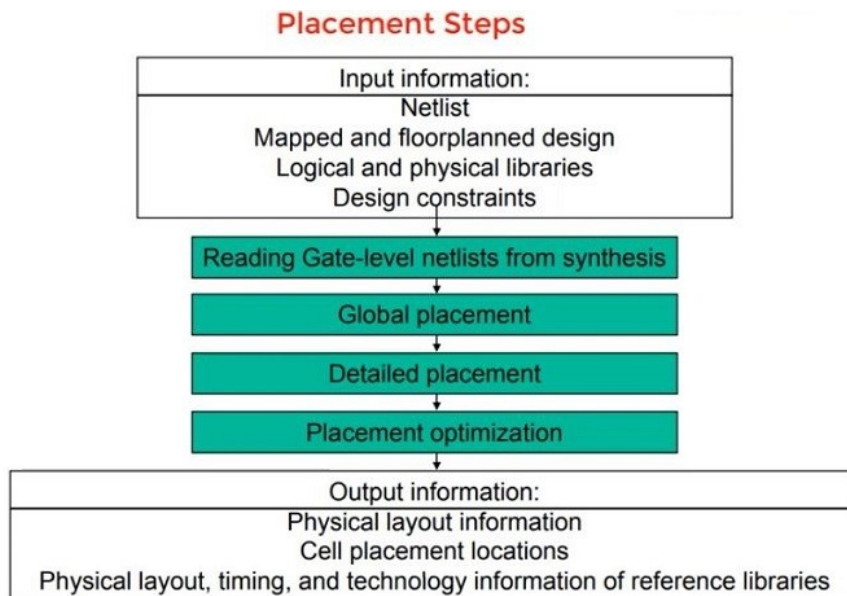 Placement Steps
Input information:
Netlist
Mapped and floorplanned design
Logical and physical libraries
Design constraints
Reading Gate-level netlists from synthesis
Global placement
Detailed placement
Placement optimization
Output information:
Physical layout information
Cell placement locations
Physical layout, timing, and technology information of reference libraries